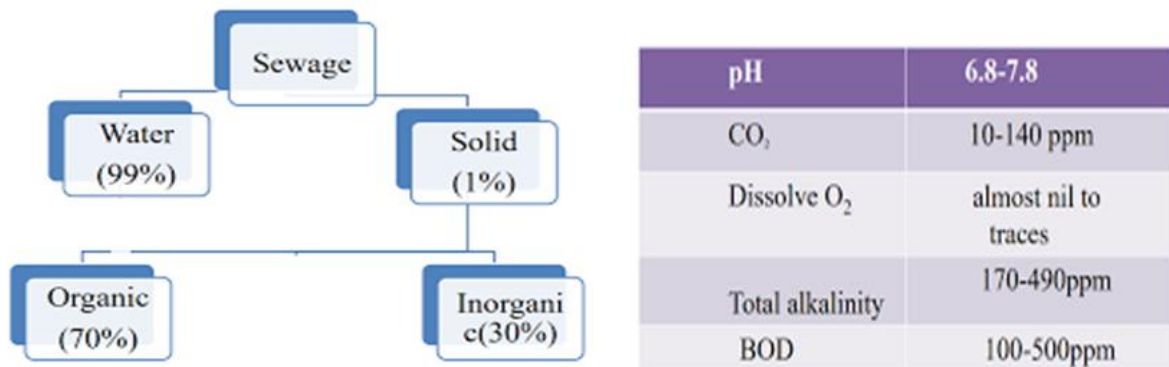 Sewage
Water
(99%)
Solid
(1%)
Organic
(70%)
Inorgani
c(30%)
pH 6.8-7.8
CO₂ 10-140 ppm
Dissolve O₂ almost nil to
traces
Total alkalinity 170-490ppm
BOD 100-500ppm